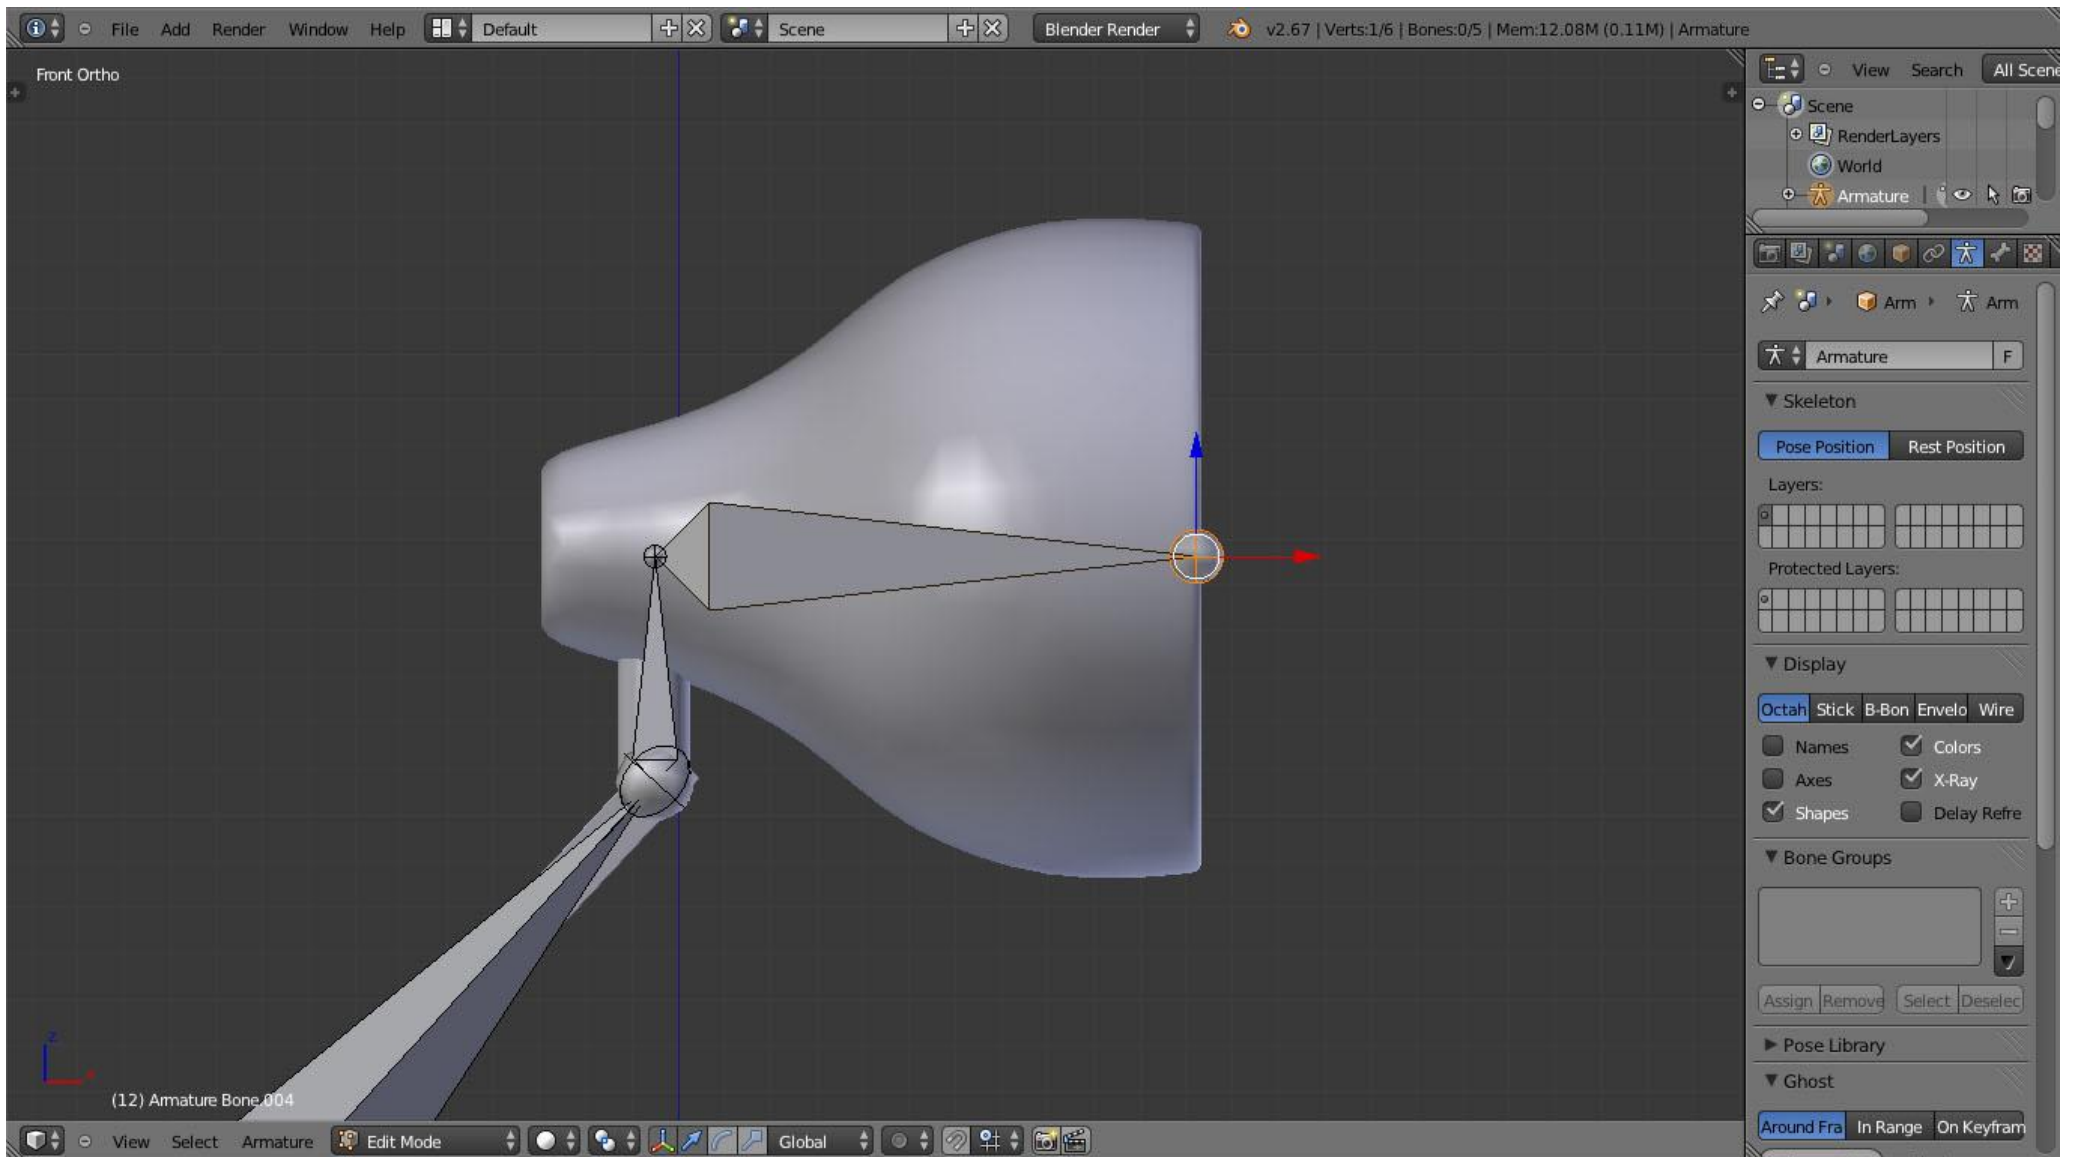 File Add Render Window Help Default Scene Blender Render v2.67 | Verts:1/6 | Bones:0/5 | Mem:12.08M (0.11M) | Armature
Front Ortho
View Search All Scene
Scene
RenderLayers
World
Armature
Arm Arm
Armature F
Skeleton
Pose Position Rest Position
Layers:
Protected Layers:
Display
Octah Stick B-Bon Envelo Wire
Names Colors
Axes X-Ray
Shapes Delay Refre
Bone Groups
Assign Remove Select Deselec
Pose Library
Ghost
Around Fra In Range On Keyfram
z
x
(12) Armature Bone.004
View Select Armature Edit Mode Global